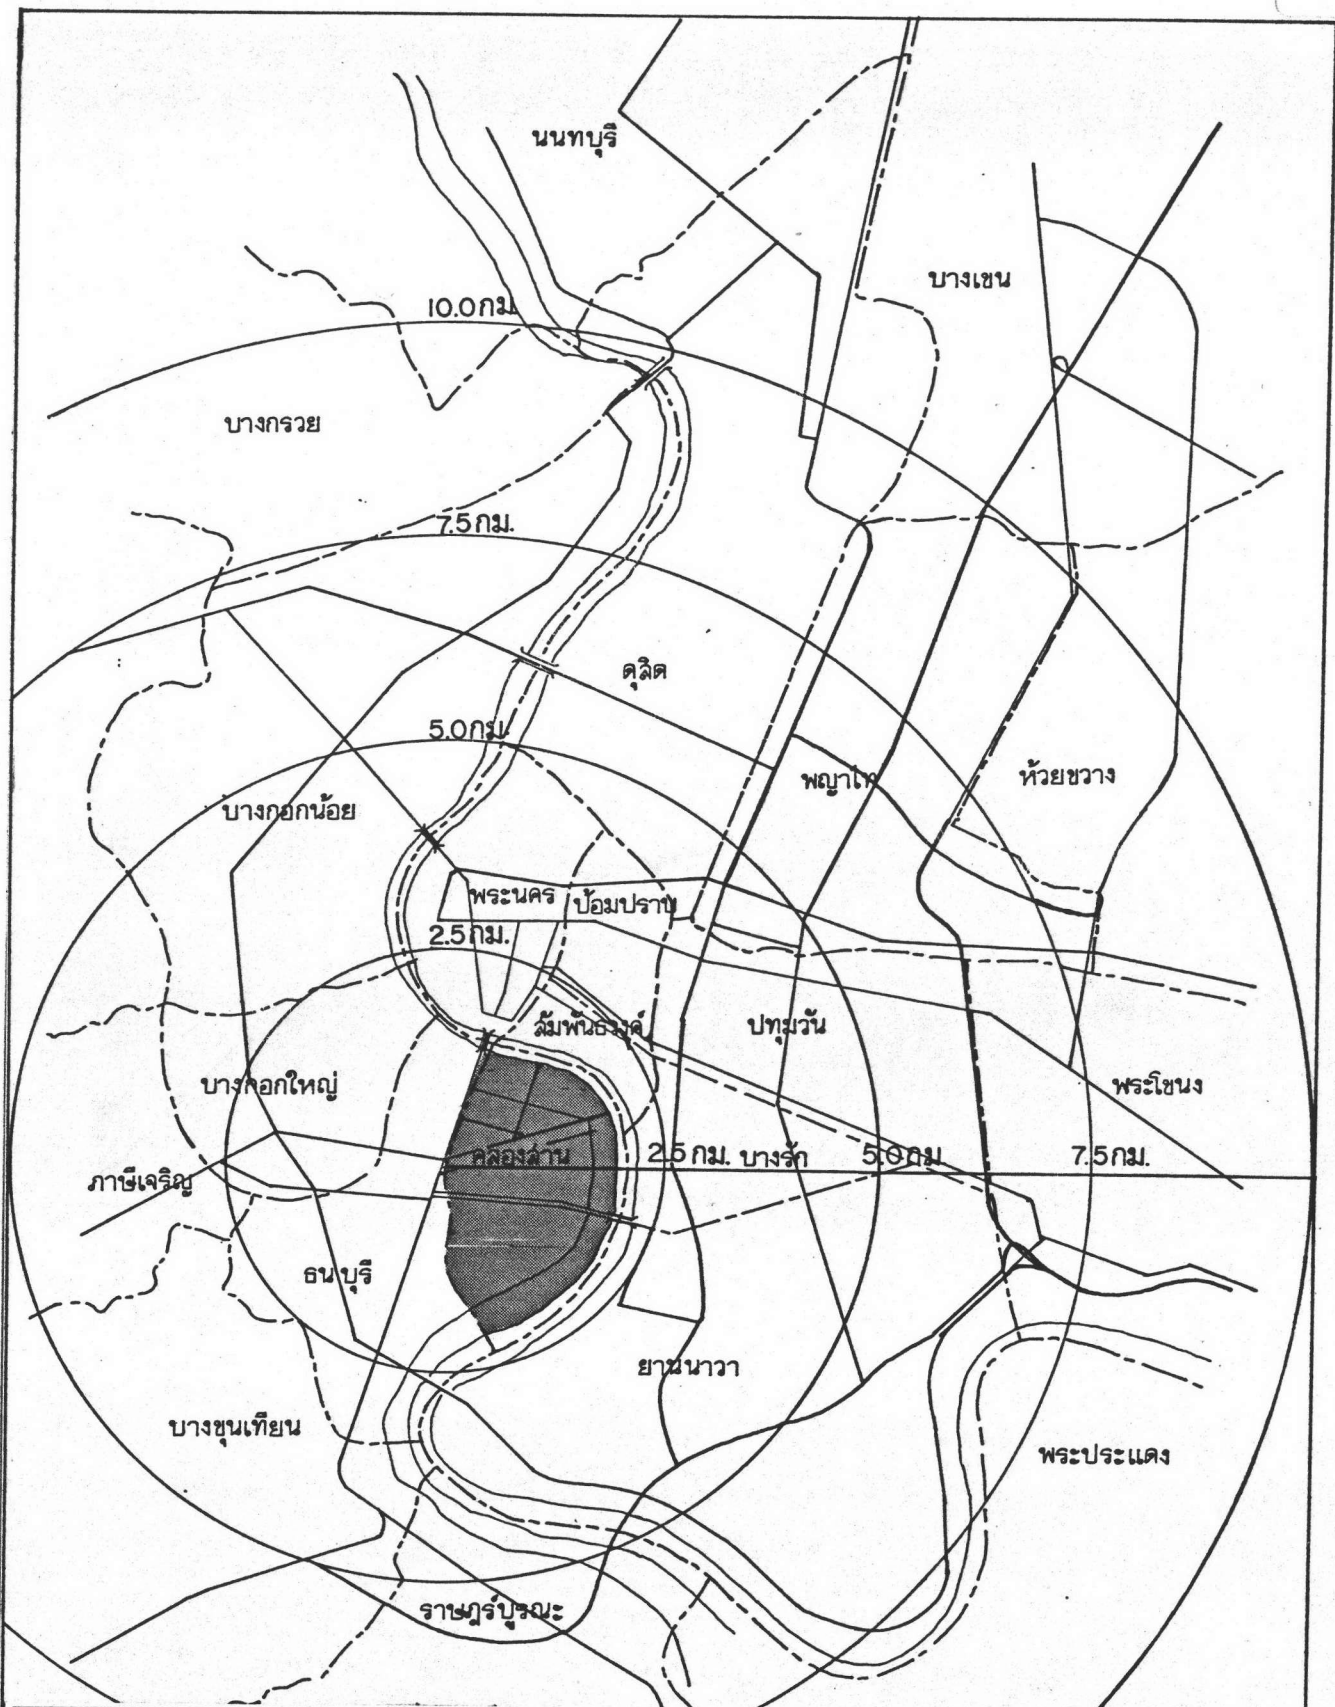 นนทบุรี
บางเขน
10.0 กม.
บางกรวย
7.5 กม.
ดุสิต
5.0 กม.
พญาไท
ห้วยขวาง
บางกอกน้อย
พระนคร
ป้อมปราบ
2.5 กม.
สัมพันธวงศ์
ปทุมวัน
บางกอกใหญ่
พระโขนง
คลองสาน
2.5 กม.
บางรัก
5.0 กม
7.5 กม.
ภาษีเจริญ
ธนบุรี
ยานนาวา
บางขุนเทียน
พระประแดง
ราษฎร์บูรณะ